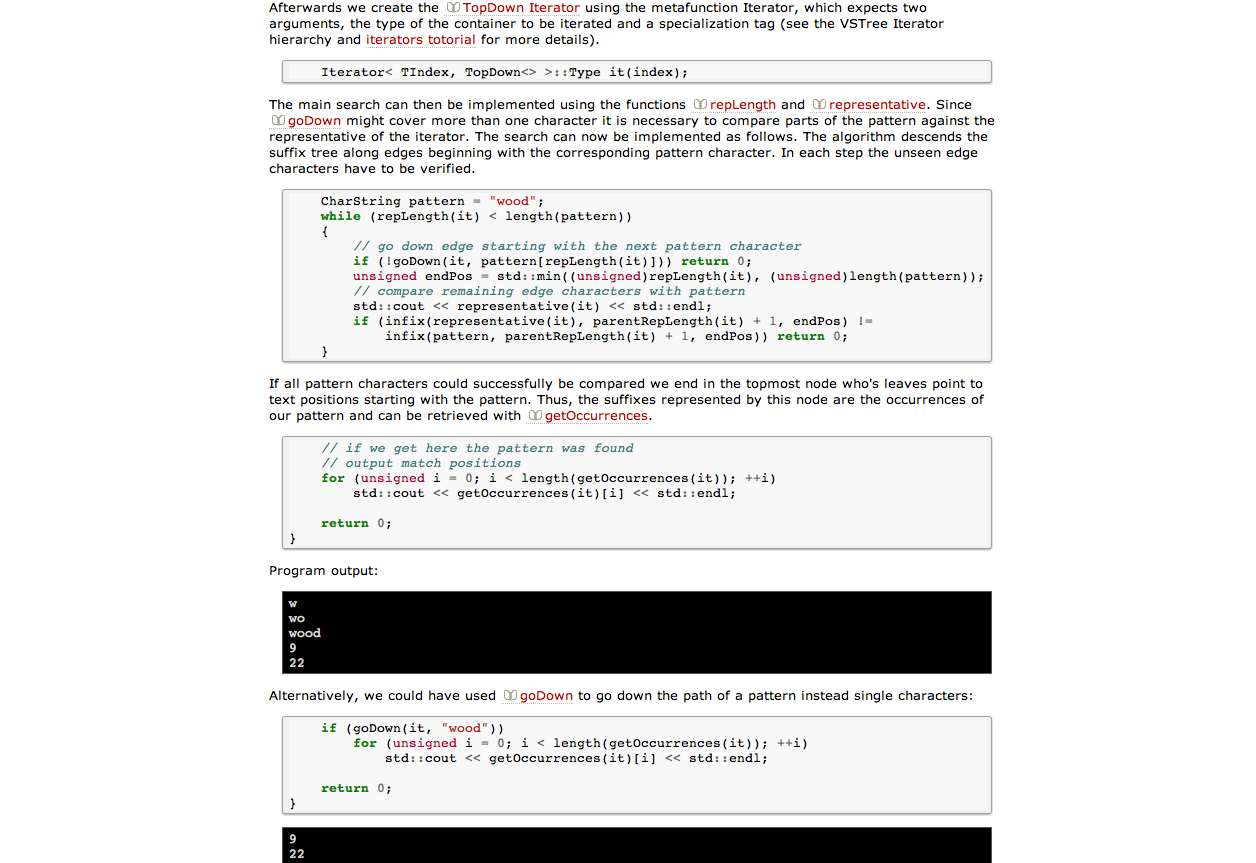 Afterwards we create the TopDown Iterator using the metafunction Iterator, which expects two
arguments, the type of the container to be iterated and a specialization tag (see the VSTree Iterator
hierarchy and iterators totorial for more details).
Iterator< TIndex, TopDown<> >::Type it(index);
The main search can then be implemented using the functions repLength and representative. Since
goDown might cover more than one character it is necessary to compare parts of the pattern against the
representative of the iterator. The search can now be implemented as follows. The algorithm descends the
suffix tree along edges beginning with the corresponding pattern character. In each step the unseen edge
characters have to be verified.
CharString pattern = "wood";
while (repLength(it) < length(pattern))
{
// go down edge starting with the next pattern character
if (!goDown(it, pattern[repLength(it)])) return 0;
unsigned endPos = std::min((unsigned)repLength(it), (unsigned)length(pattern));
// compare remaining edge characters with pattern
std::cout << representative(it) << std::endl;
if (infix(representative(it), parentRepLength(it) + 1, endPos) !=
infix(pattern, parentRepLength(it) + 1, endPos)) return 0;
}
If all pattern characters could successfully be compared we end in the topmost node who's leaves point to
text positions starting with the pattern. Thus, the suffixes represented by this node are the occurrences of
our pattern and can be retrieved with getOccurrences.
// if we get here the pattern was found
// output match positions
for (unsigned i = 0; i < length(getOccurrences(it)); ++i)
std::cout << getOccurrences(it)[i] << std::endl;
return 0;
}
Program output:
w
wo
wood
9
22
Alternatively, we could have used goDown to go down the path of a pattern instead single characters:
if (goDown(it, "wood"))
for (unsigned i = 0; i < length(getOccurrences(it)); ++i)
std::cout << getOccurrences(it)[i] << std::endl;
return 0;
}
9
22